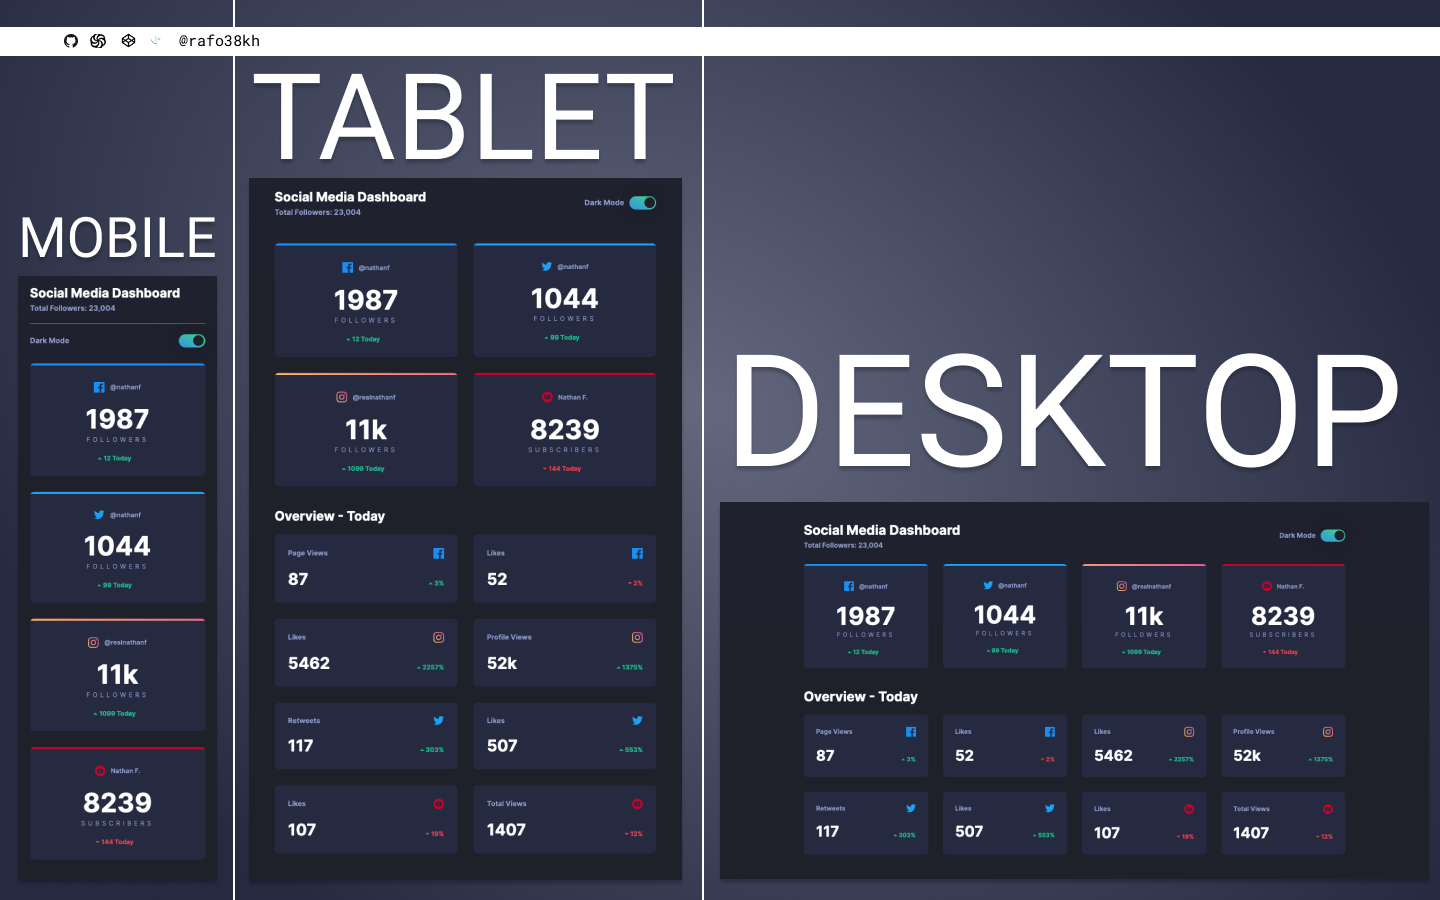 @rafo38kh
MOBILE
Social Media Dashboard
Total Followers: 23,004
Dark Mode
@nathanf
1987
FOLLOWERS
12 Today
@nathanf
1044
FOLLOWERS
99 Today
@realnathanf
11k
FOLLOWERS
1099 Today
Nathan F.
8239
SUBSCRIBERS
144 Today
TABLET
Social Media Dashboard
Total Followers: 23,004
Dark Mode
@nathanf
1987
FOLLOWERS
12 Today
@nathanf
1044
FOLLOWERS
99 Today
@realnathanf
11k
FOLLOWERS
1099 Today
Nathan F.
8239
SUBSCRIBERS
144 Today
Overview - Today
Page Views
87
3%
Likes
52
2%
Likes
5462
2257%
Profile Views
52k
1375%
Retweets
117
303%
Likes
507
553%
Likes
107
19%
Total Views
1407
12%
DESKTOP
Social Media Dashboard
Total Followers: 23,004
Dark Mode
@nathanf
1987
FOLLOWERS
12 Today
@nathanf
1044
FOLLOWERS
99 Today
@realnathanf
11k
FOLLOWERS
1099 Today
Nathan F.
8239
SUBSCRIBERS
144 Today
Overview - Today
Page Views
87
3%
Likes
52
2%
Likes
5462
2257%
Profile Views
52k
1375%
Retweets
117
303%
Likes
507
553%
Likes
107
19%
Total Views
1407
12%